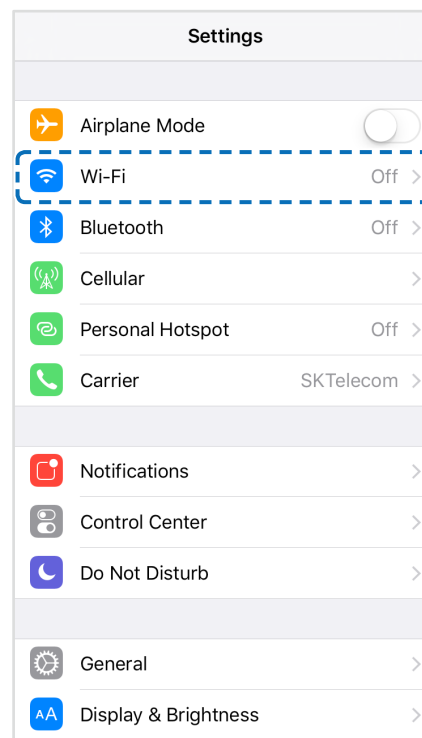 Settings
Airplane Mode
Wi-Fi Off
Bluetooth Off
Cellular
Personal Hotspot Off
Carrier SKTelecom
Notifications
Control Center
Do Not Disturb
General
AA Display & Brightness